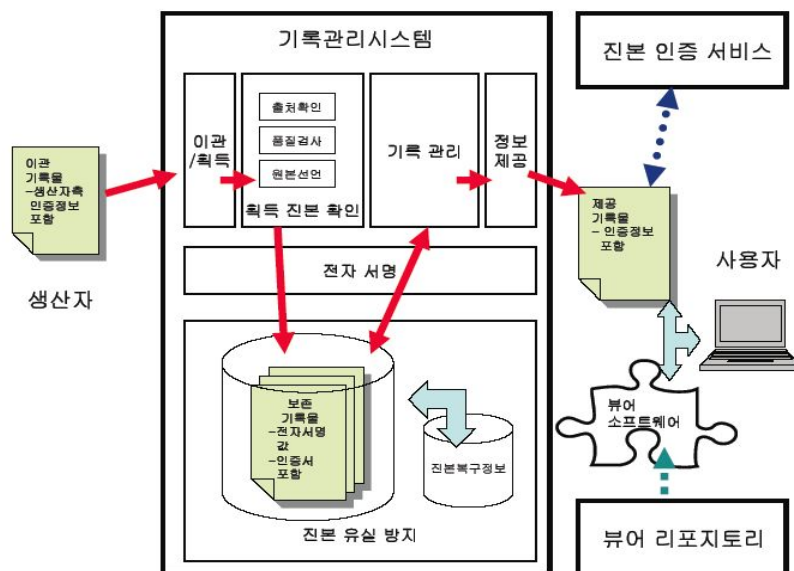 기록관리시스템
진본 인증 서비스
이관
/획득
출처확인
품질검사
원본선언
획득 진본 확인
기록 관리
정보
제공
이관
기록물
-생산자측
인증정보
포함
생산자
제공
기록물
- 인증정보
포함
사용자
전자 서명
보존
기록물
-전자서명
값
-인증서
포함
진본복구정보
진본 유실 방지
뷰어
소프트웨어
뷰어 리포지토리